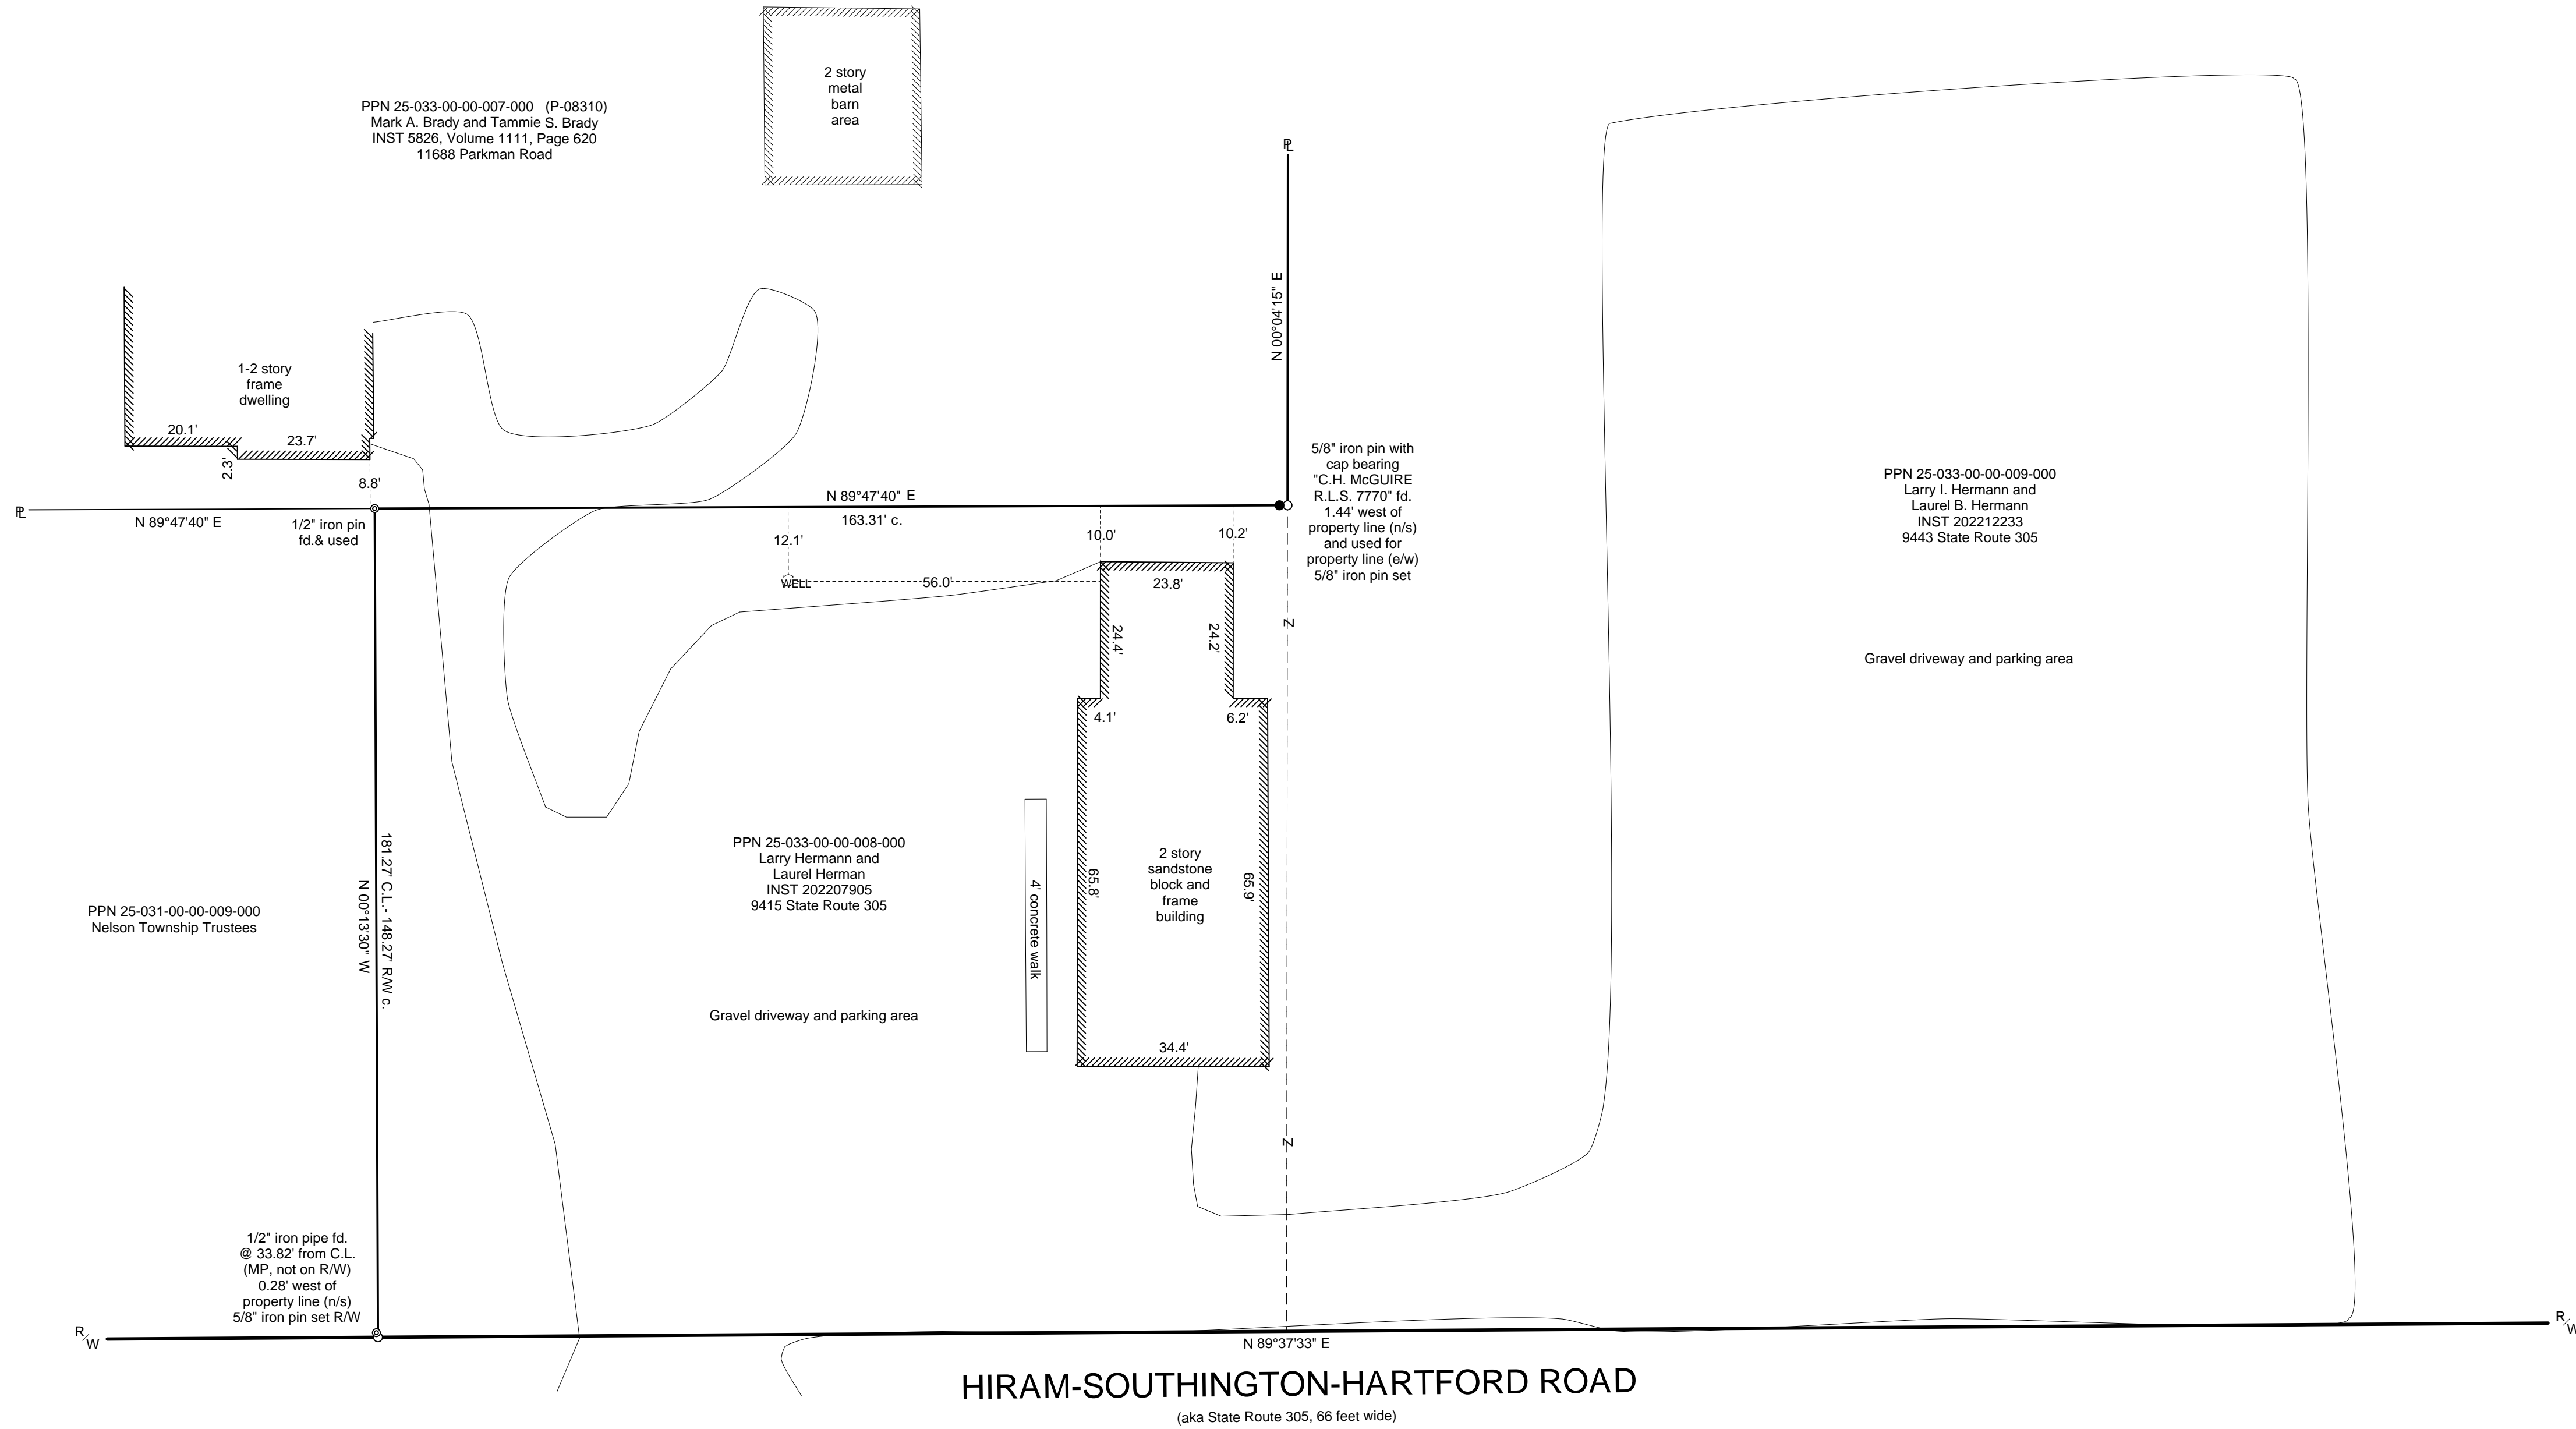 2 story
metal
barn
area
PPN 25-033-00-00-007-000 (P-08310)
Mark A. Brady and Tammie S. Brady
INST 5826, Volume 1111, Page 620
11688 Parkman Road
PL
N 00°04'15" E
1-2 story
frame
dwelling
20.1'
23.7'
2.3'
8.8'
PL
N 89°47'40" E
1/2" iron pin
fd.& used
N 89°47'40" E
163.31' c.
12.1'
10.0'
10.2'
WELL
56.0'
23.8'
24.4'
24.2'
4.1'
6.2'
5/8" iron pin with
cap bearing
"C.H. McGUIRE
R.L.S. 7770" fd.
1.44' west of
property line (n/s)
and used for
property line (e/w)
5/8" iron pin set
Z
PPN 25-033-00-00-009-000
Larry I. Hermann and
Laurel B. Hermann
INST 202212233
9443 State Route 305
Gravel driveway and parking area
PPN 25-031-00-00-009-000
Nelson Township Trustees
181.27' C.L.- 148.27' R/W c.
N 00°13'30" W
PPN 25-033-00-00-008-000
Larry Hermann and
Laurel Herman
INST 202207905
9415 State Route 305
Gravel driveway and parking area
4' concrete walk
65.8'
2 story
sandstone
block and
frame
building
65.9'
34.4'
Z
1/2" iron pipe fd.
@ 33.82' from C.L.
(MP, not on R/W)
0.28' west of
property line (n/s)
5/8" iron pin set R/W
R/W
R/W
N 89°37'33" E
HIRAM-SOUTHINGTON-HARTFORD ROAD
(aka State Route 305, 66 feet wide)